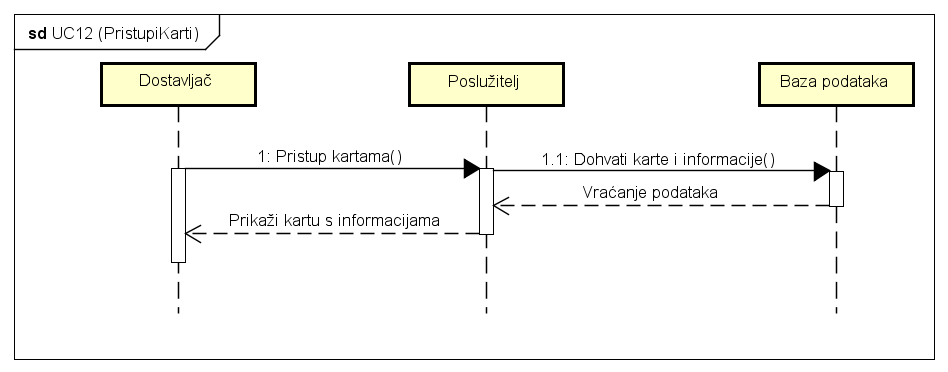 sd UC12 (PristupiKarti)
Dostavljač
Poslužitelj
Baza podataka
1: Pristup kartama()
1.1: Dohvati karte i informacije()
Vraćanje podataka
Prikaži kartu s informacijama